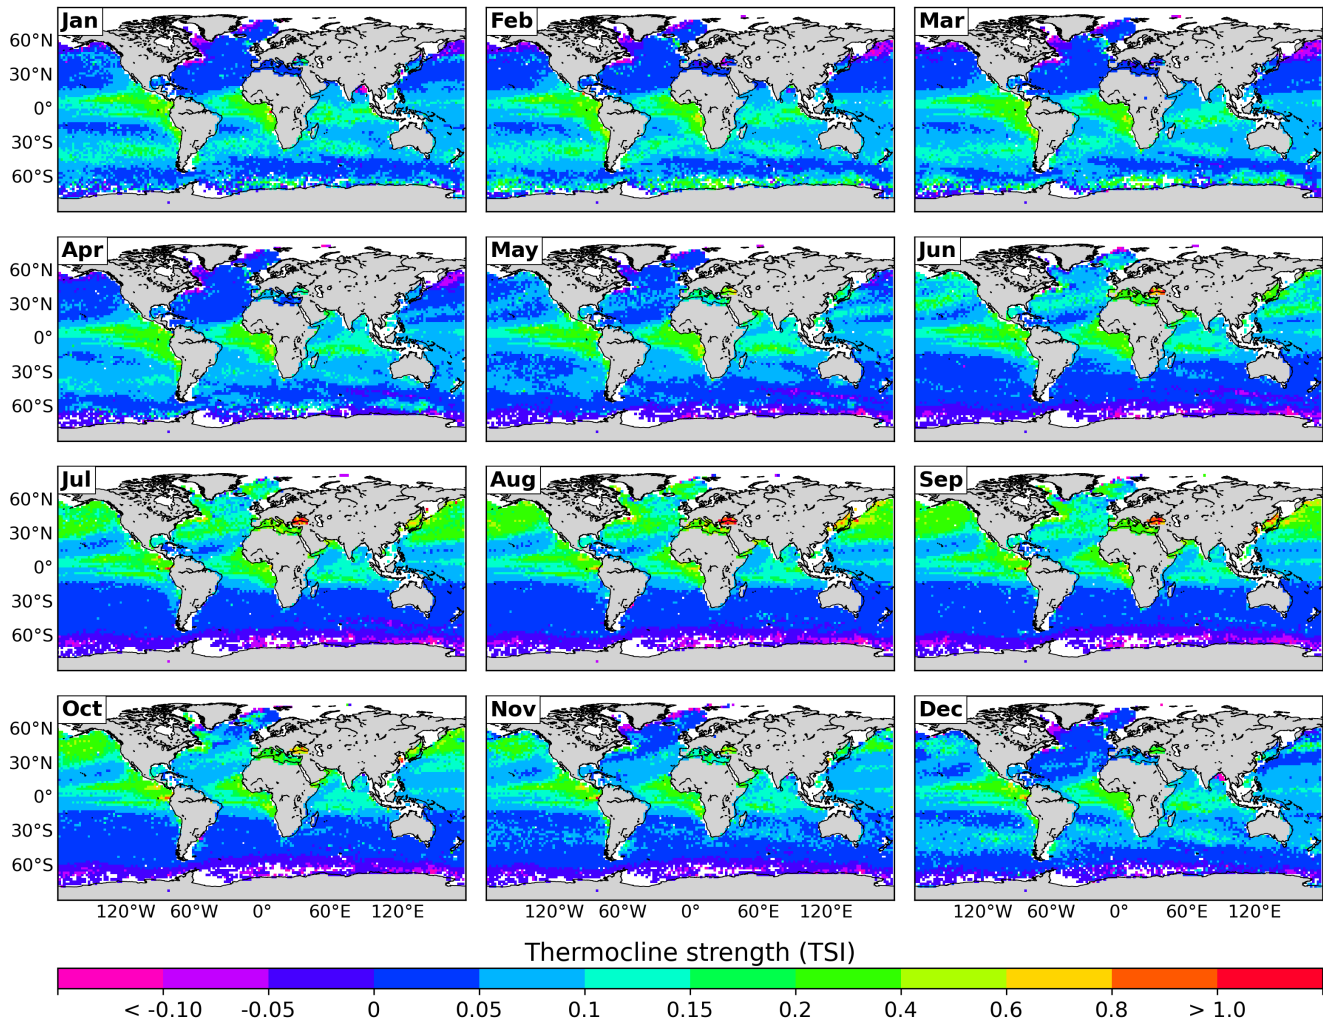 Jan
Feb
Mar
60°N
30°N
0°
30°S
60°S
Apr
May
Jun
60°N
30°N
0°
30°S
60°S
Jul
Aug
Sep
60°N
30°N
0°
30°S
60°S
Oct
Nov
Dec
60°N
30°N
0°
30°S
60°S
120°W 60°W 0° 60°E 120°E
120°W 60°W 0° 60°E 120°E
120°W 60°W 0° 60°E 120°E
Thermocline strength (TSI)
< -0.10 -0.05 0 0.05 0.1 0.15 0.2 0.4 0.6 0.8 > 1.0